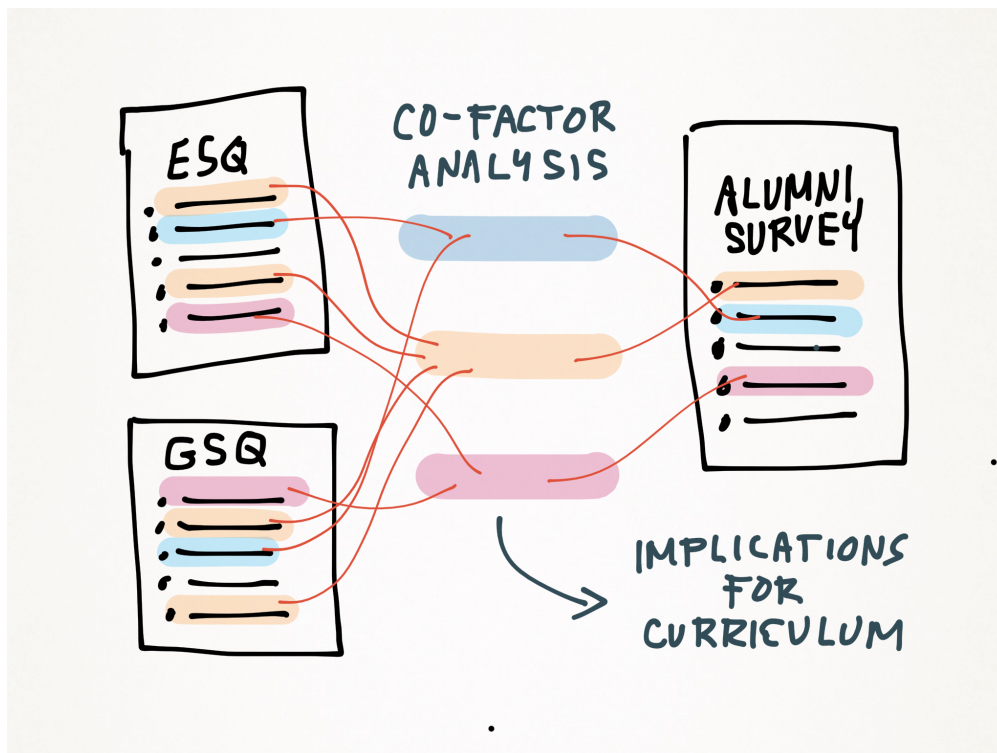 ESQ
CO-FACTOR
ANALYSIS
ALUMNI
SURVEY
GSQ
IMPLICATIONS
FOR
CURRICULUM